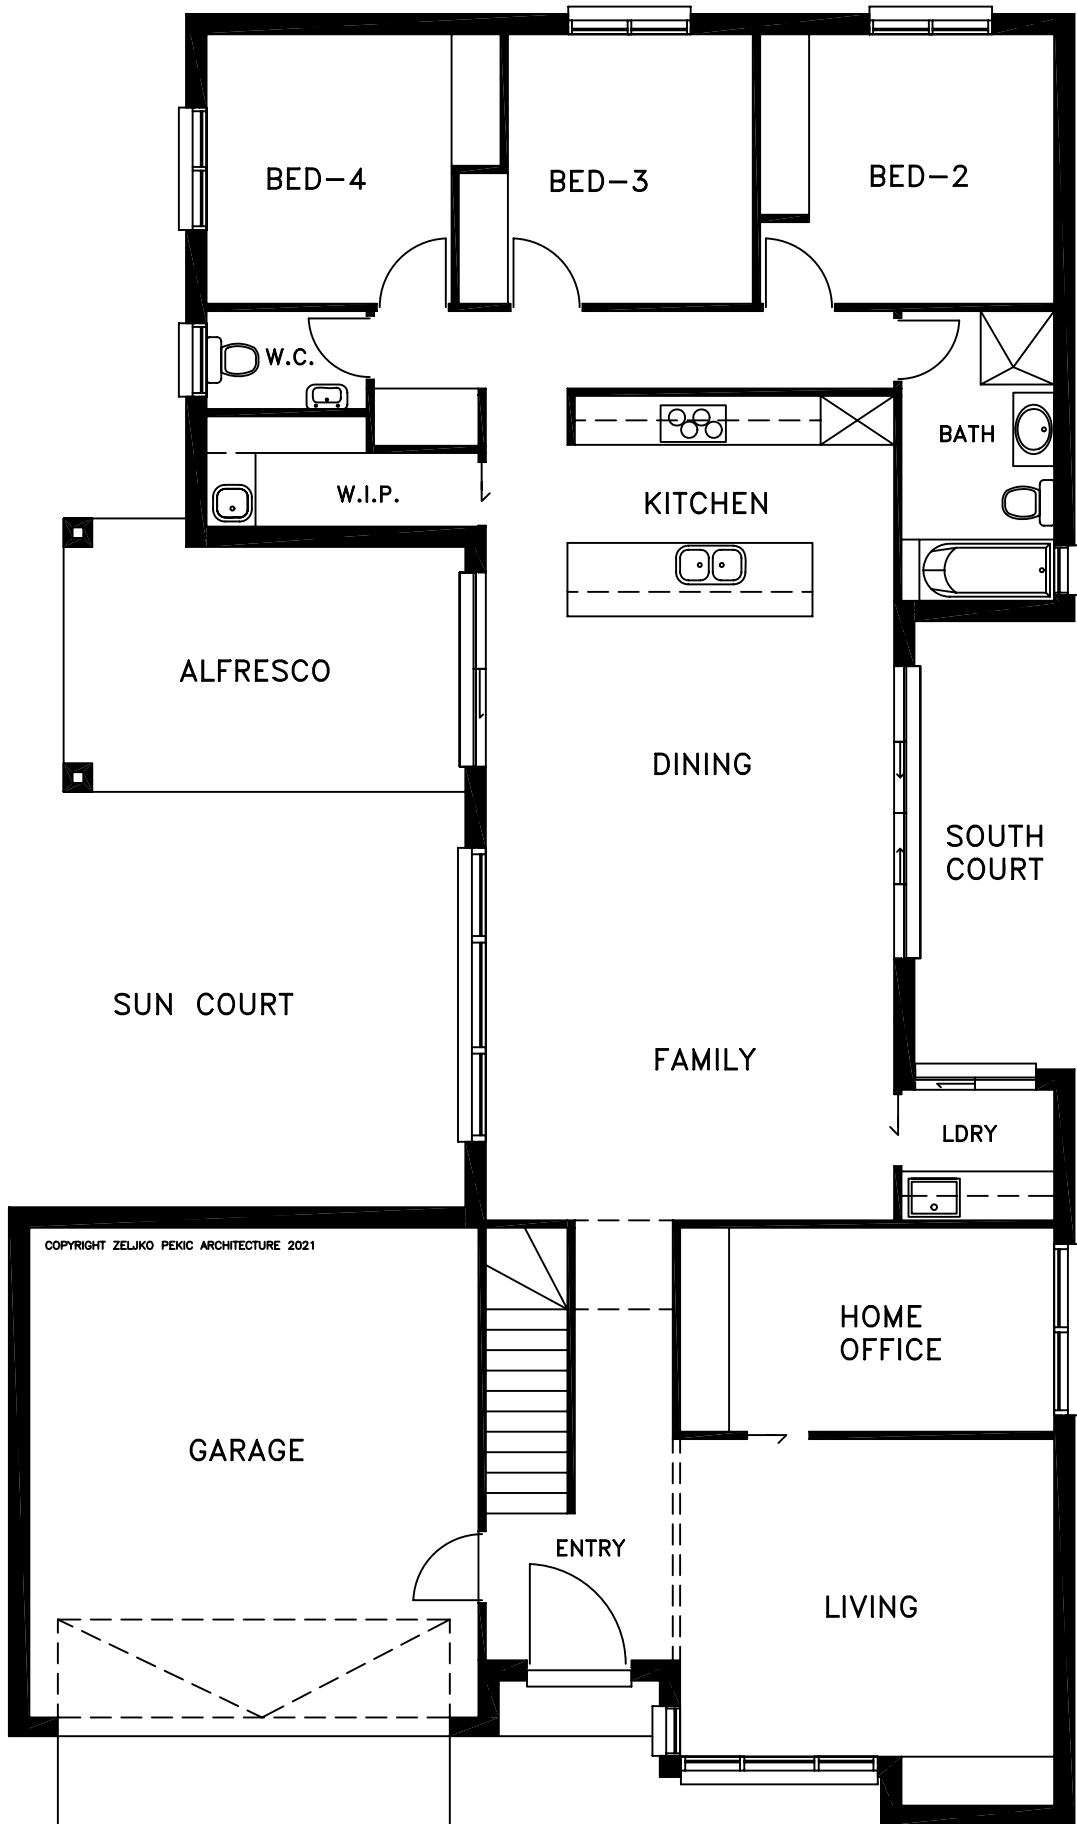 BED-4
BED-3
BED-2
W.C.
BATH
W.I.P.
KITCHEN
ALFRESCO
DINING
SOUTH
COURT
SUN COURT
FAMILY
LDRY
COPYRIGHT ZELJKO PEKIC ARCHITECTURE 2021
HOME
OFFICE
GARAGE
ENTRY
LIVING